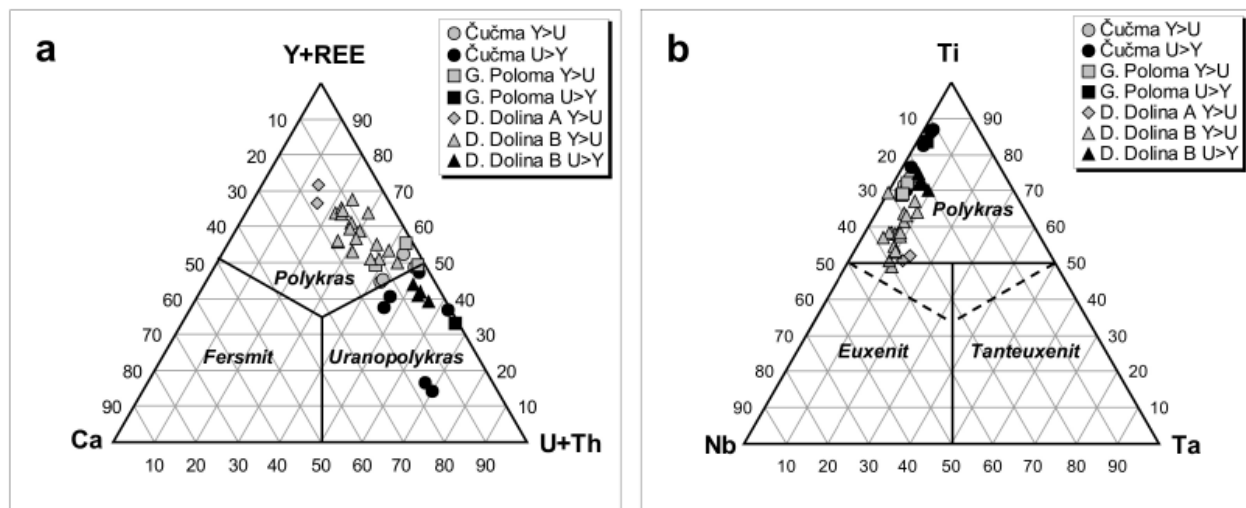 a
Y+REE
Čučma Y>U
Čučma U>Y
G. Poloma Y>U
G. Poloma U>Y
D. Dolina A Y>U
D. Dolina B Y>U
D. Dolina B U>Y
10 90
20 80
30 70
40 60
50 50
Polykras
60 40
70 30
Fersmit Uranopolykras
80 20
90 10
Ca U+Th
10 20 30 40 50 60 70 80 90
b
Ti
Čučma Y>U
Čučma U>Y
G. Poloma Y>U
G. Poloma U>Y
D. Dolina A Y>U
D. Dolina B Y>U
D. Dolina B U>Y
10 90
20 80
30 70
Polykras
40 60
50 50
60 40
70 30
Euxenit Tanteuxenit
80 20
90 10
Nb Ta
10 20 30 40 50 60 70 80 90